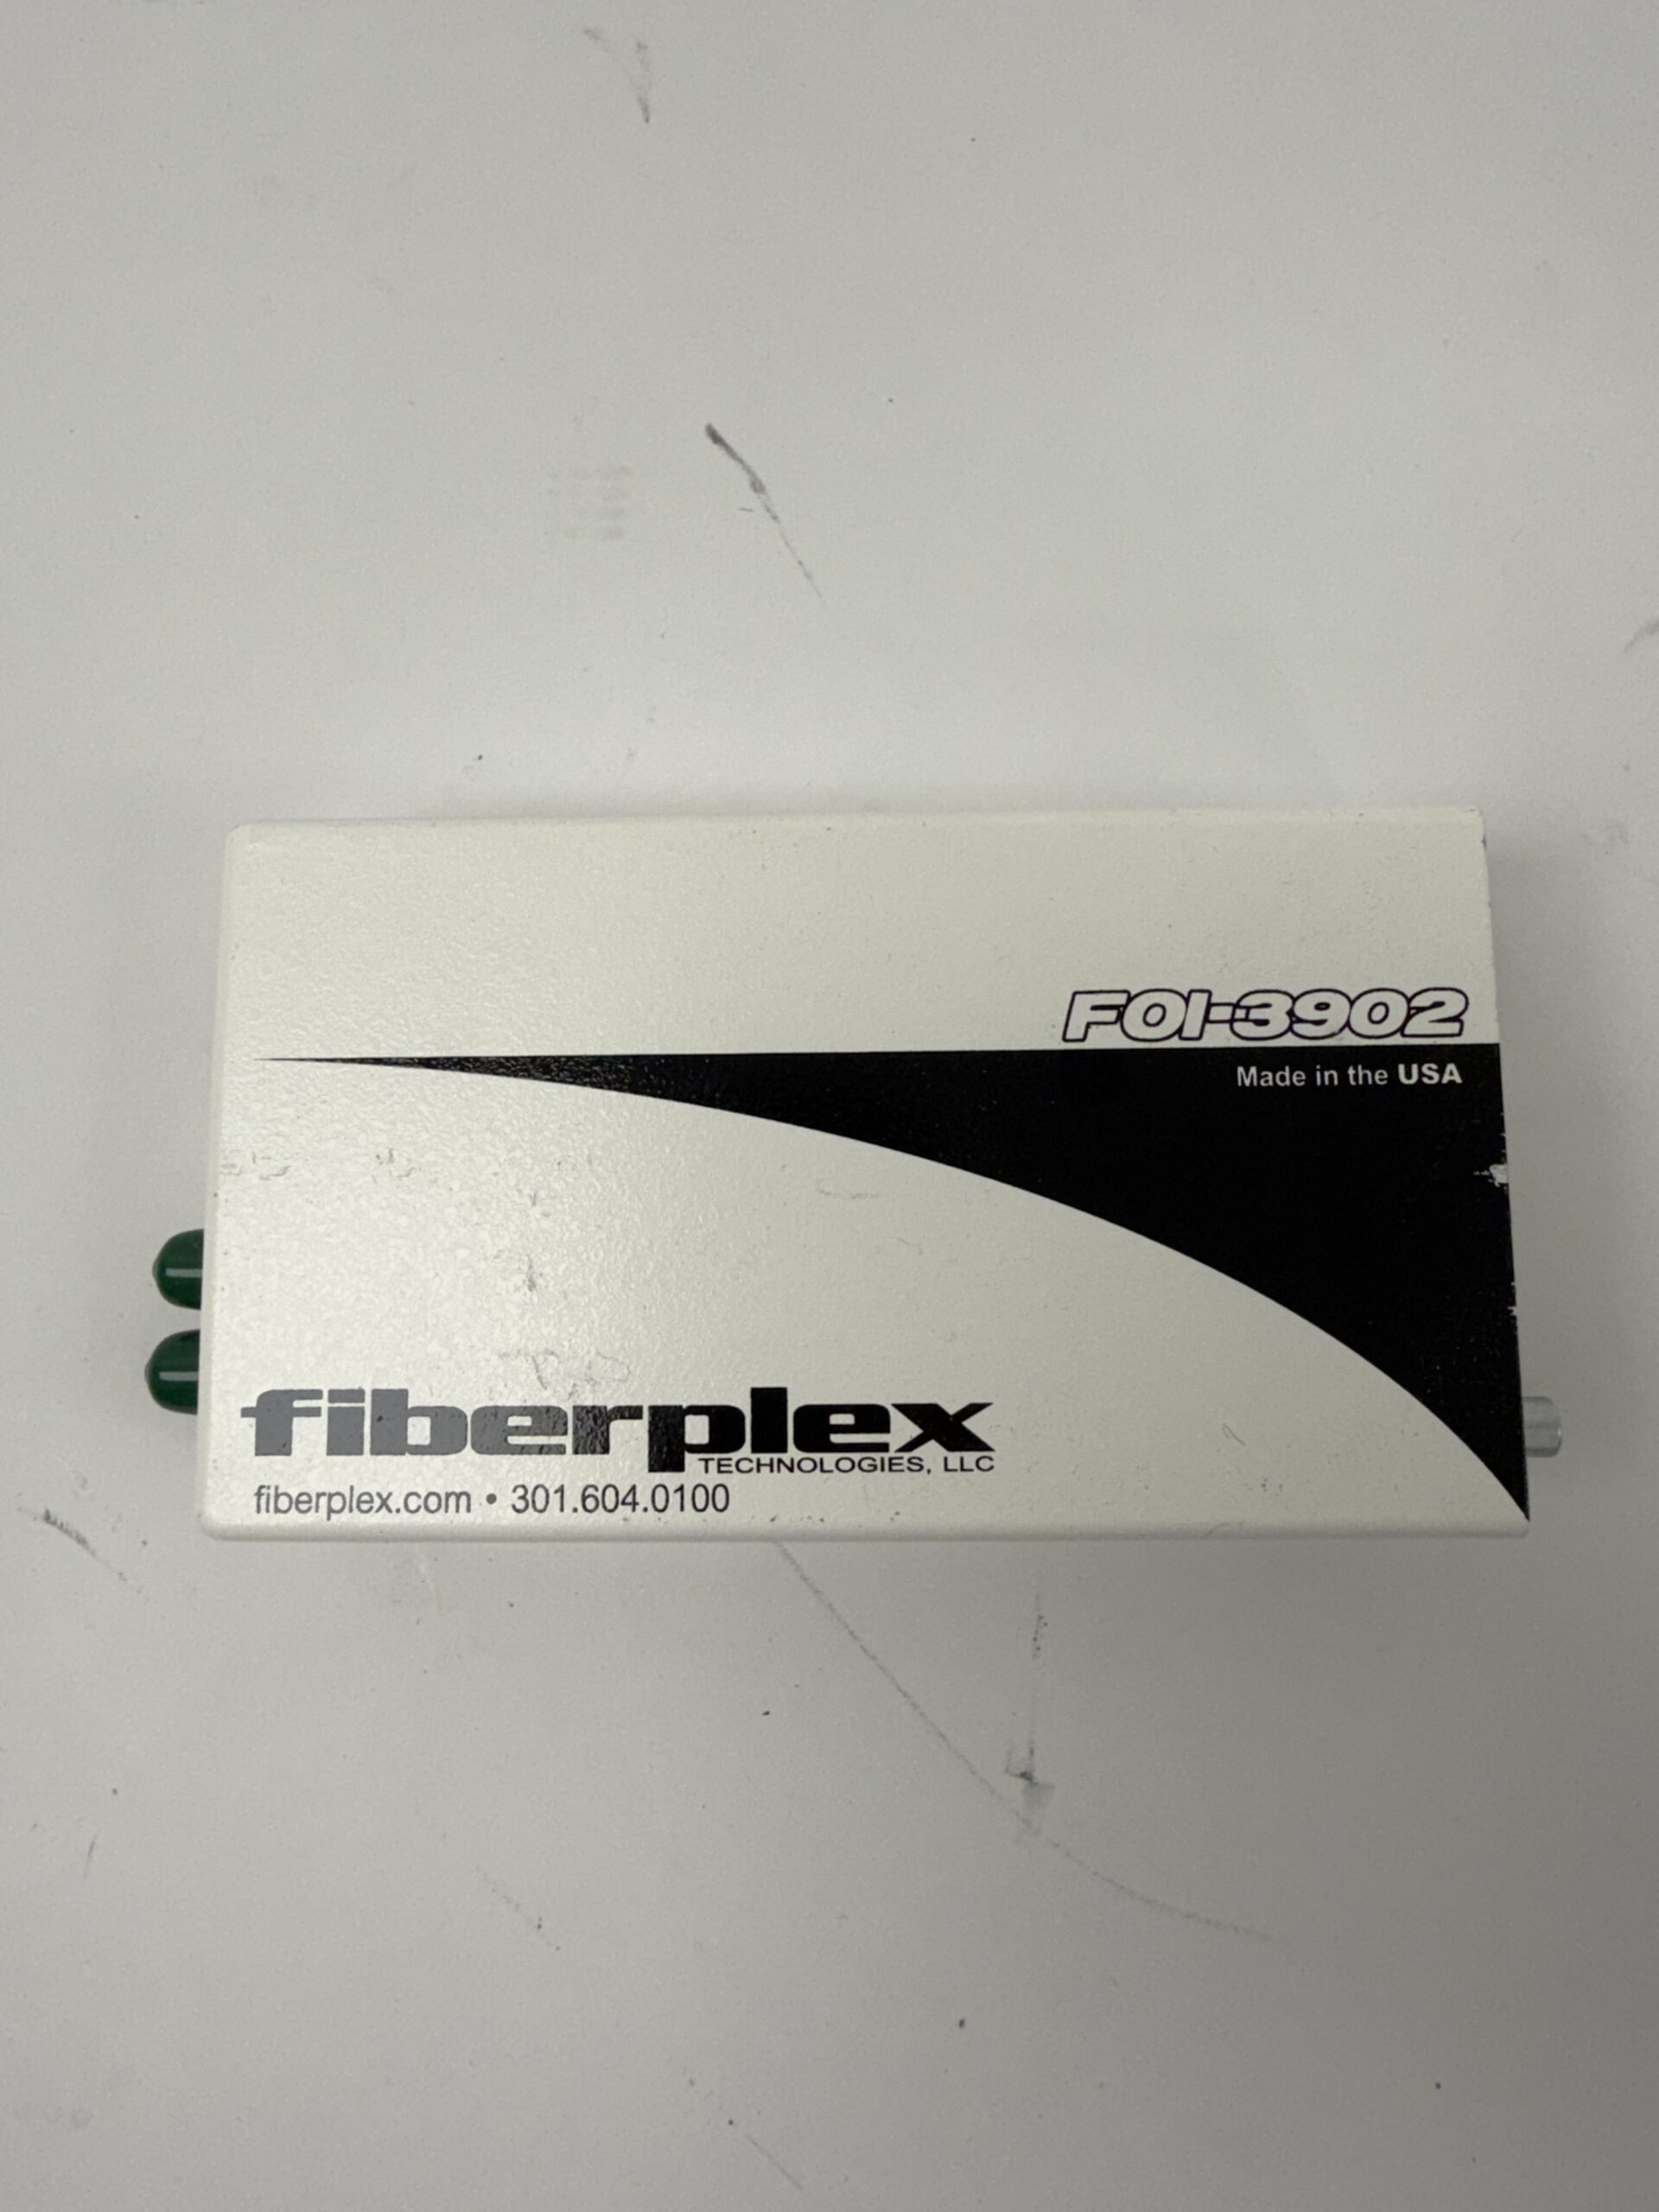 FOI-3902
Made in the USA
fiberplex
TECHNOLOGIES, LLC
fiberplex.com • 301.604.0100